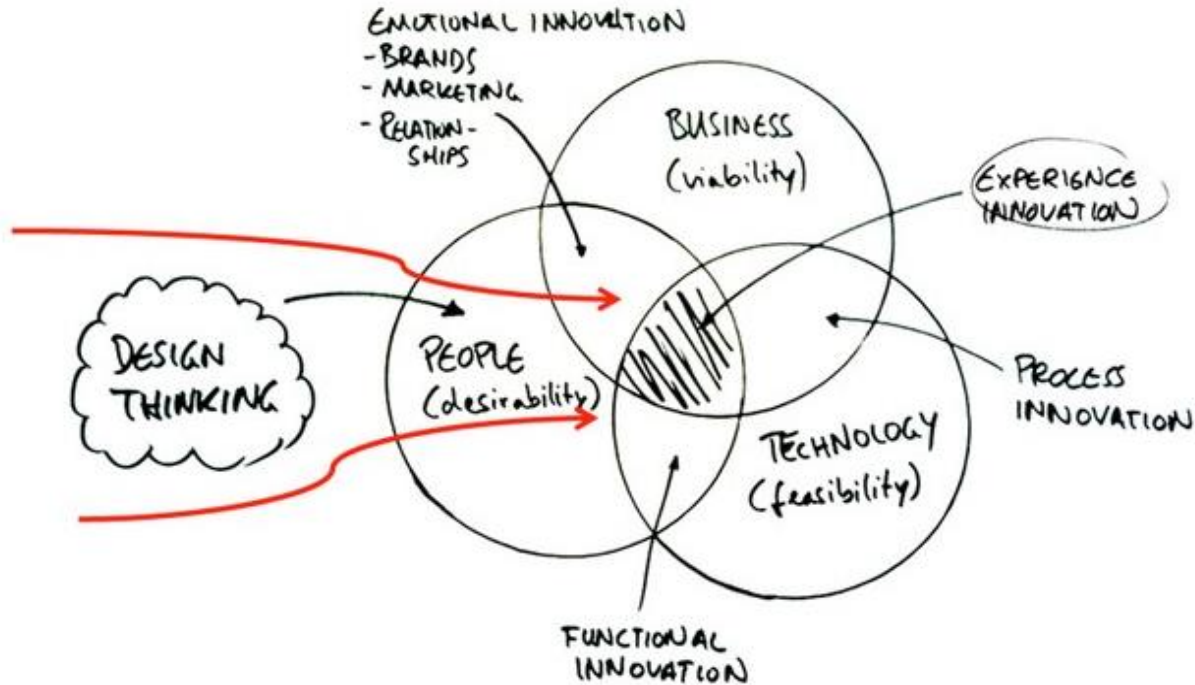 EMOTIONAL INNOVATION
- BRANDS
- MARKETING
- RELATION-
SHIPS
BUSINESS
(viability)
EXPERIENCE
INNOVATION
DESIGN
THINKING
PEOPLE
(desirability)
PROCESS
INNOVATION
TECHNOLOGY
(feasibility)
FUNCTIONAL
INNOVATION